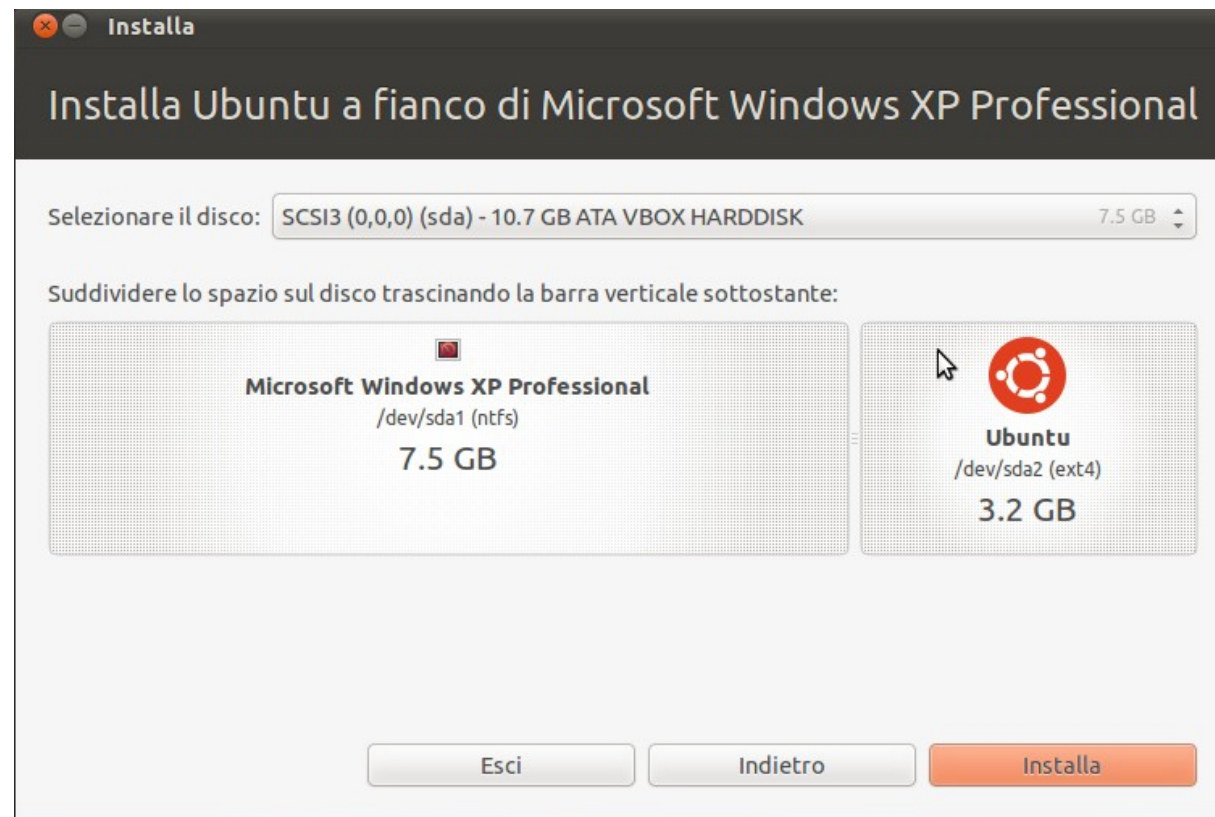 Installa
Installa Ubuntu a fianco di Microsoft Windows XP Professional
Selezionare il disco: SCSI3 (0,0,0) (sda) - 10.7 GB ATA VBOX HARDDISK 7.5 GB
Suddividere lo spazio sul disco trascinando la barra verticale sottostante:
Microsoft Windows XP Professional
/dev/sda1 (ntfs)
7.5 GB
Ubuntu
/dev/sda2 (ext4)
3.2 GB
Esci Indietro Installa